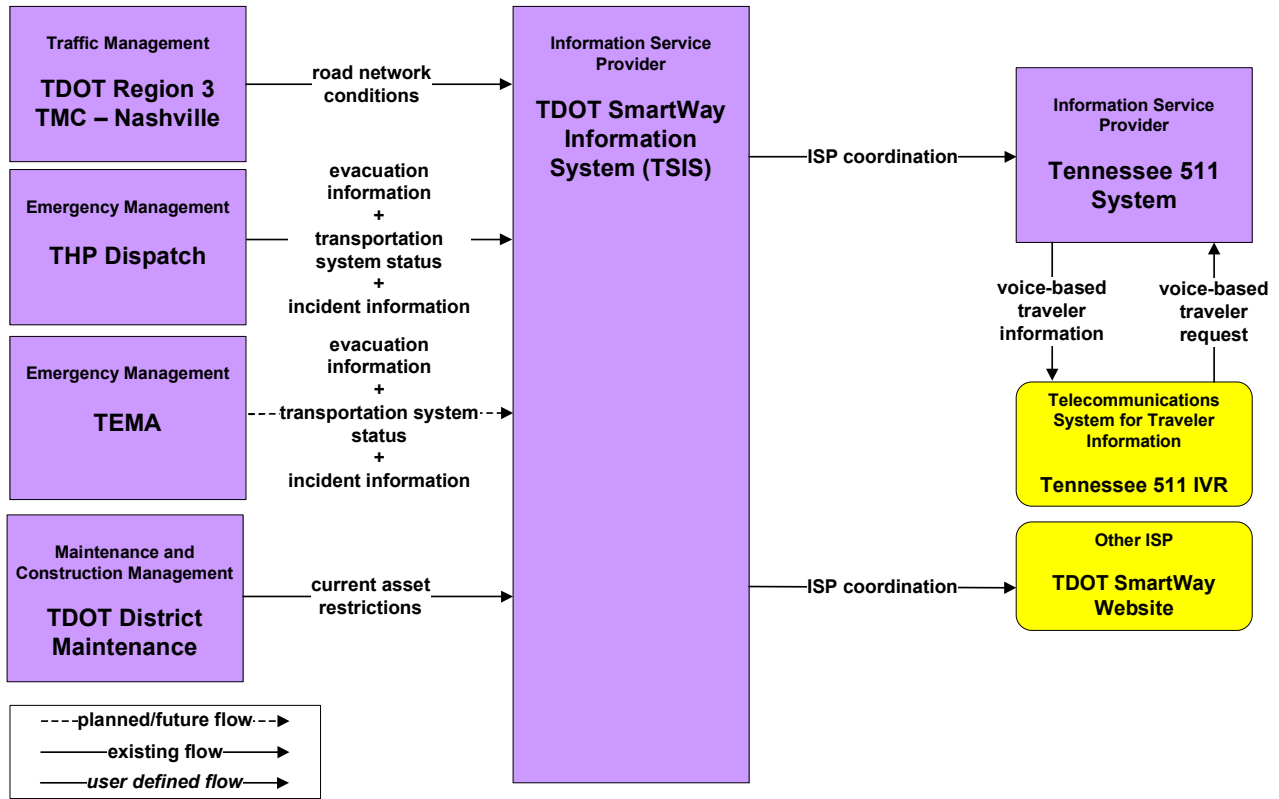 Traffic Management
TDOT Region 3
TMC – Nashville
road network
conditions
Emergency Management
THP Dispatch
evacuation
information
+
transportation
system status
+
incident information
Emergency Management
TEMA
evacuation
information
+
transportation system
status
+
incident information
Maintenance and
Construction Management
TDOT District
Maintenance
current asset
restrictions
Information Service
Provider
TDOT SmartWay
Information
System (TSIS)
ISP coordination
Information Service
Provider
Tennessee 511
System
voice-based
traveler
information
voice-based
traveler
request
Telecommunications
System for Traveler
Information
Tennessee 511 IVR
ISP coordination
Other ISP
TDOT SmartWay
Website
planned/future flow
existing flow
user defined flow